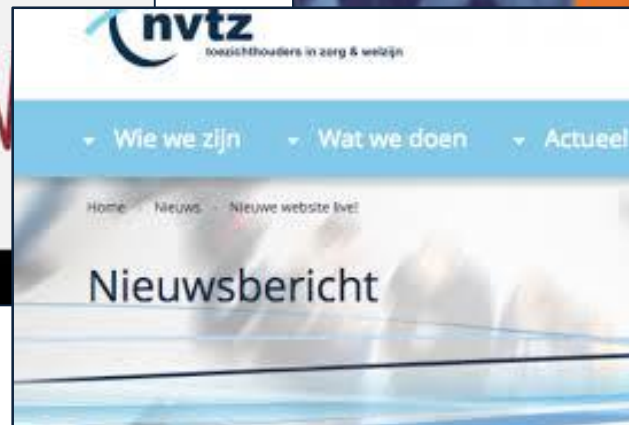 nvtz
toezichthouders in zorg & welzijn
Wie we zijn
Wat we doen
Actueel
Home Nieuws Nieuwe website live!
Nieuwsbericht